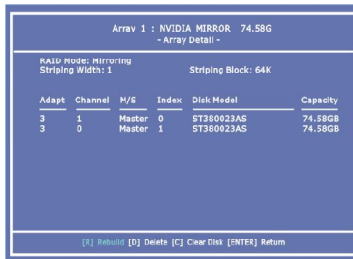 Array 1 : NVIDIA MIRROR 74.58G
- Array Detail -
RAID Mode: Mirroring
Striping Width: 1 Striping Block: 64K
Adapt Channel M/S Index Disk Model Capacity
3 1 Master 0 ST380023AS 74.58GB
3 0 Master 1 ST380023AS 74.58GB
[R] Rebuild [D] Delete [C] Clear Disk [ENTER] Return